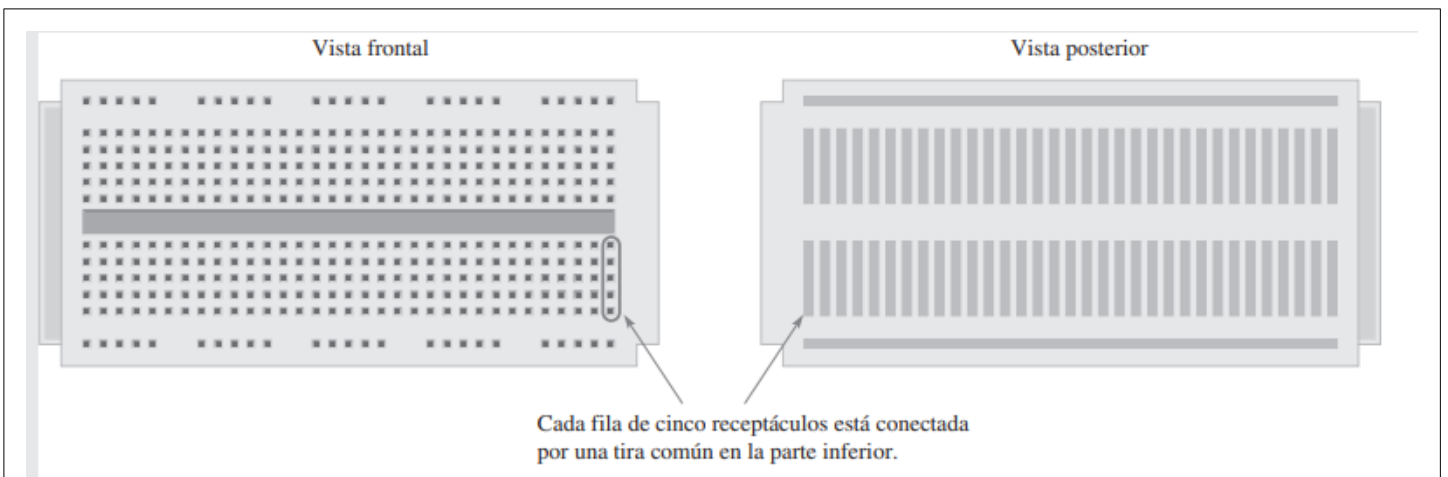 Vista frontal
Vista posterior
Cada fila de cinco receptáculos está conectada
por una tira común en la parte inferior.